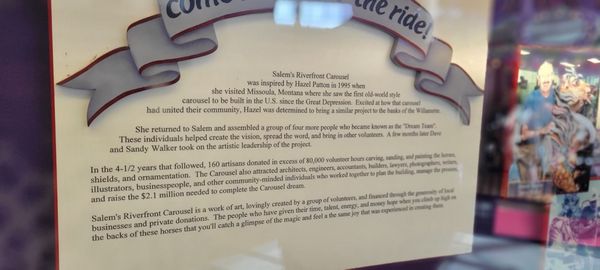 come
the ride!
Salem's Riverfront Carousel
was inspired by Hazel Patton in 1995 when
she visited Missoula, Montana where she saw the first old-world style
carousel to be built in the U.S. since the Great Depression. Excited at how that carousel
had united their community, Hazel was determined to bring a similar project to the banks of the Willamette.
She returned to Salem and assembled a group of four more people who became known as the "Dream Team".
These individuals helped create the vision, spread the word, and bring in other volunteers. A few months later Dave
and Sandy Walker took on the artistic leadership of the project.
In the 4-1/2 years that followed, 160 artisans donated in excess of 80,000 volunteer hours carving, sanding, and painting the horses,
shields, and ornamentation. The Carousel also attracted architects, engineers, accountants, builders, lawyers, photographers, writers,
illustrators, businesspeople, and other community-minded individuals who worked together to plan the building, manage the process,
and raise the $2.1 million needed to complete the Carousel dream.
Salem's Riverfront Carousel is a work of art, lovingly created by a group of volunteers, and financed through the generosity of local
businesses and private donations. The people who have given their time, talent, energy, and money hope when you climb up high on
the backs of these horses that you'll catch a glimpse of the magic and feel a the same joy that was experienced in creating them.